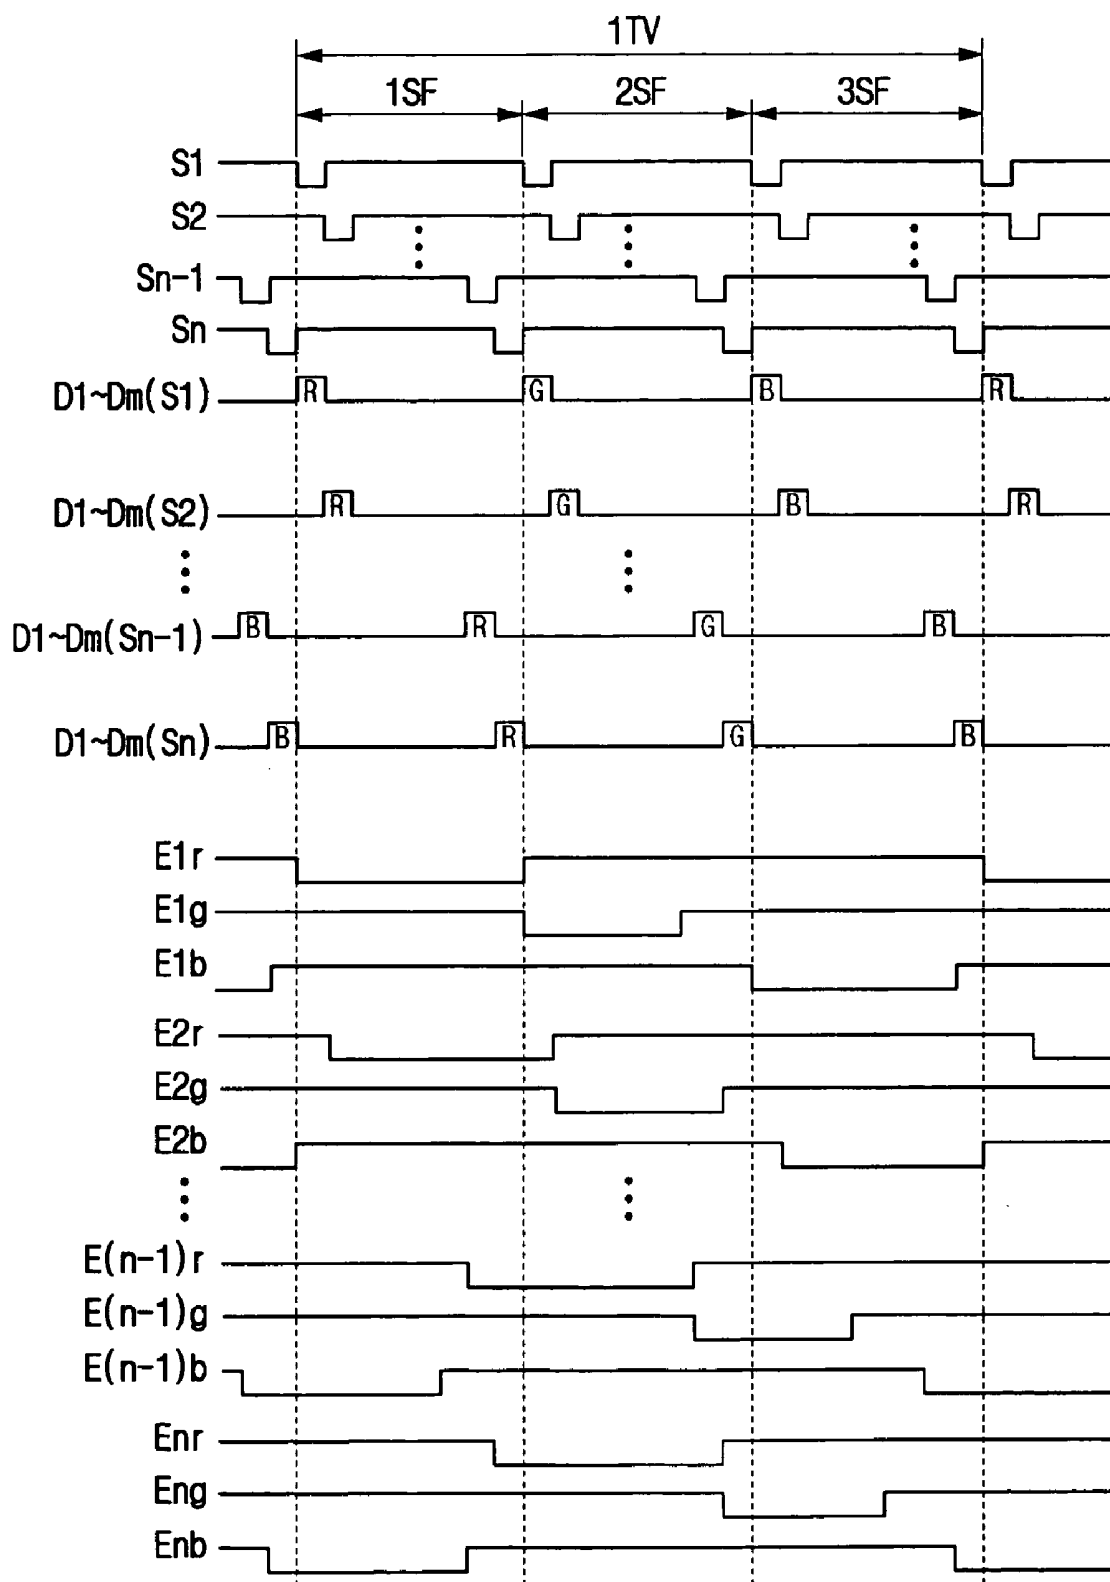 1TV
1SF 2SF 3SF
S1
S2
Sn-1
Sn
D1~Dm(S1) R G B R
D1~Dm(S2) R G B R
D1~Dm(Sn-1) B R G B
D1~Dm(Sn) B R G B
E1r
E1g
E1b
E2r
E2g
E2b
E(n-1)r
E(n-1)g
E(n-1)b
Enr
Eng
Enb